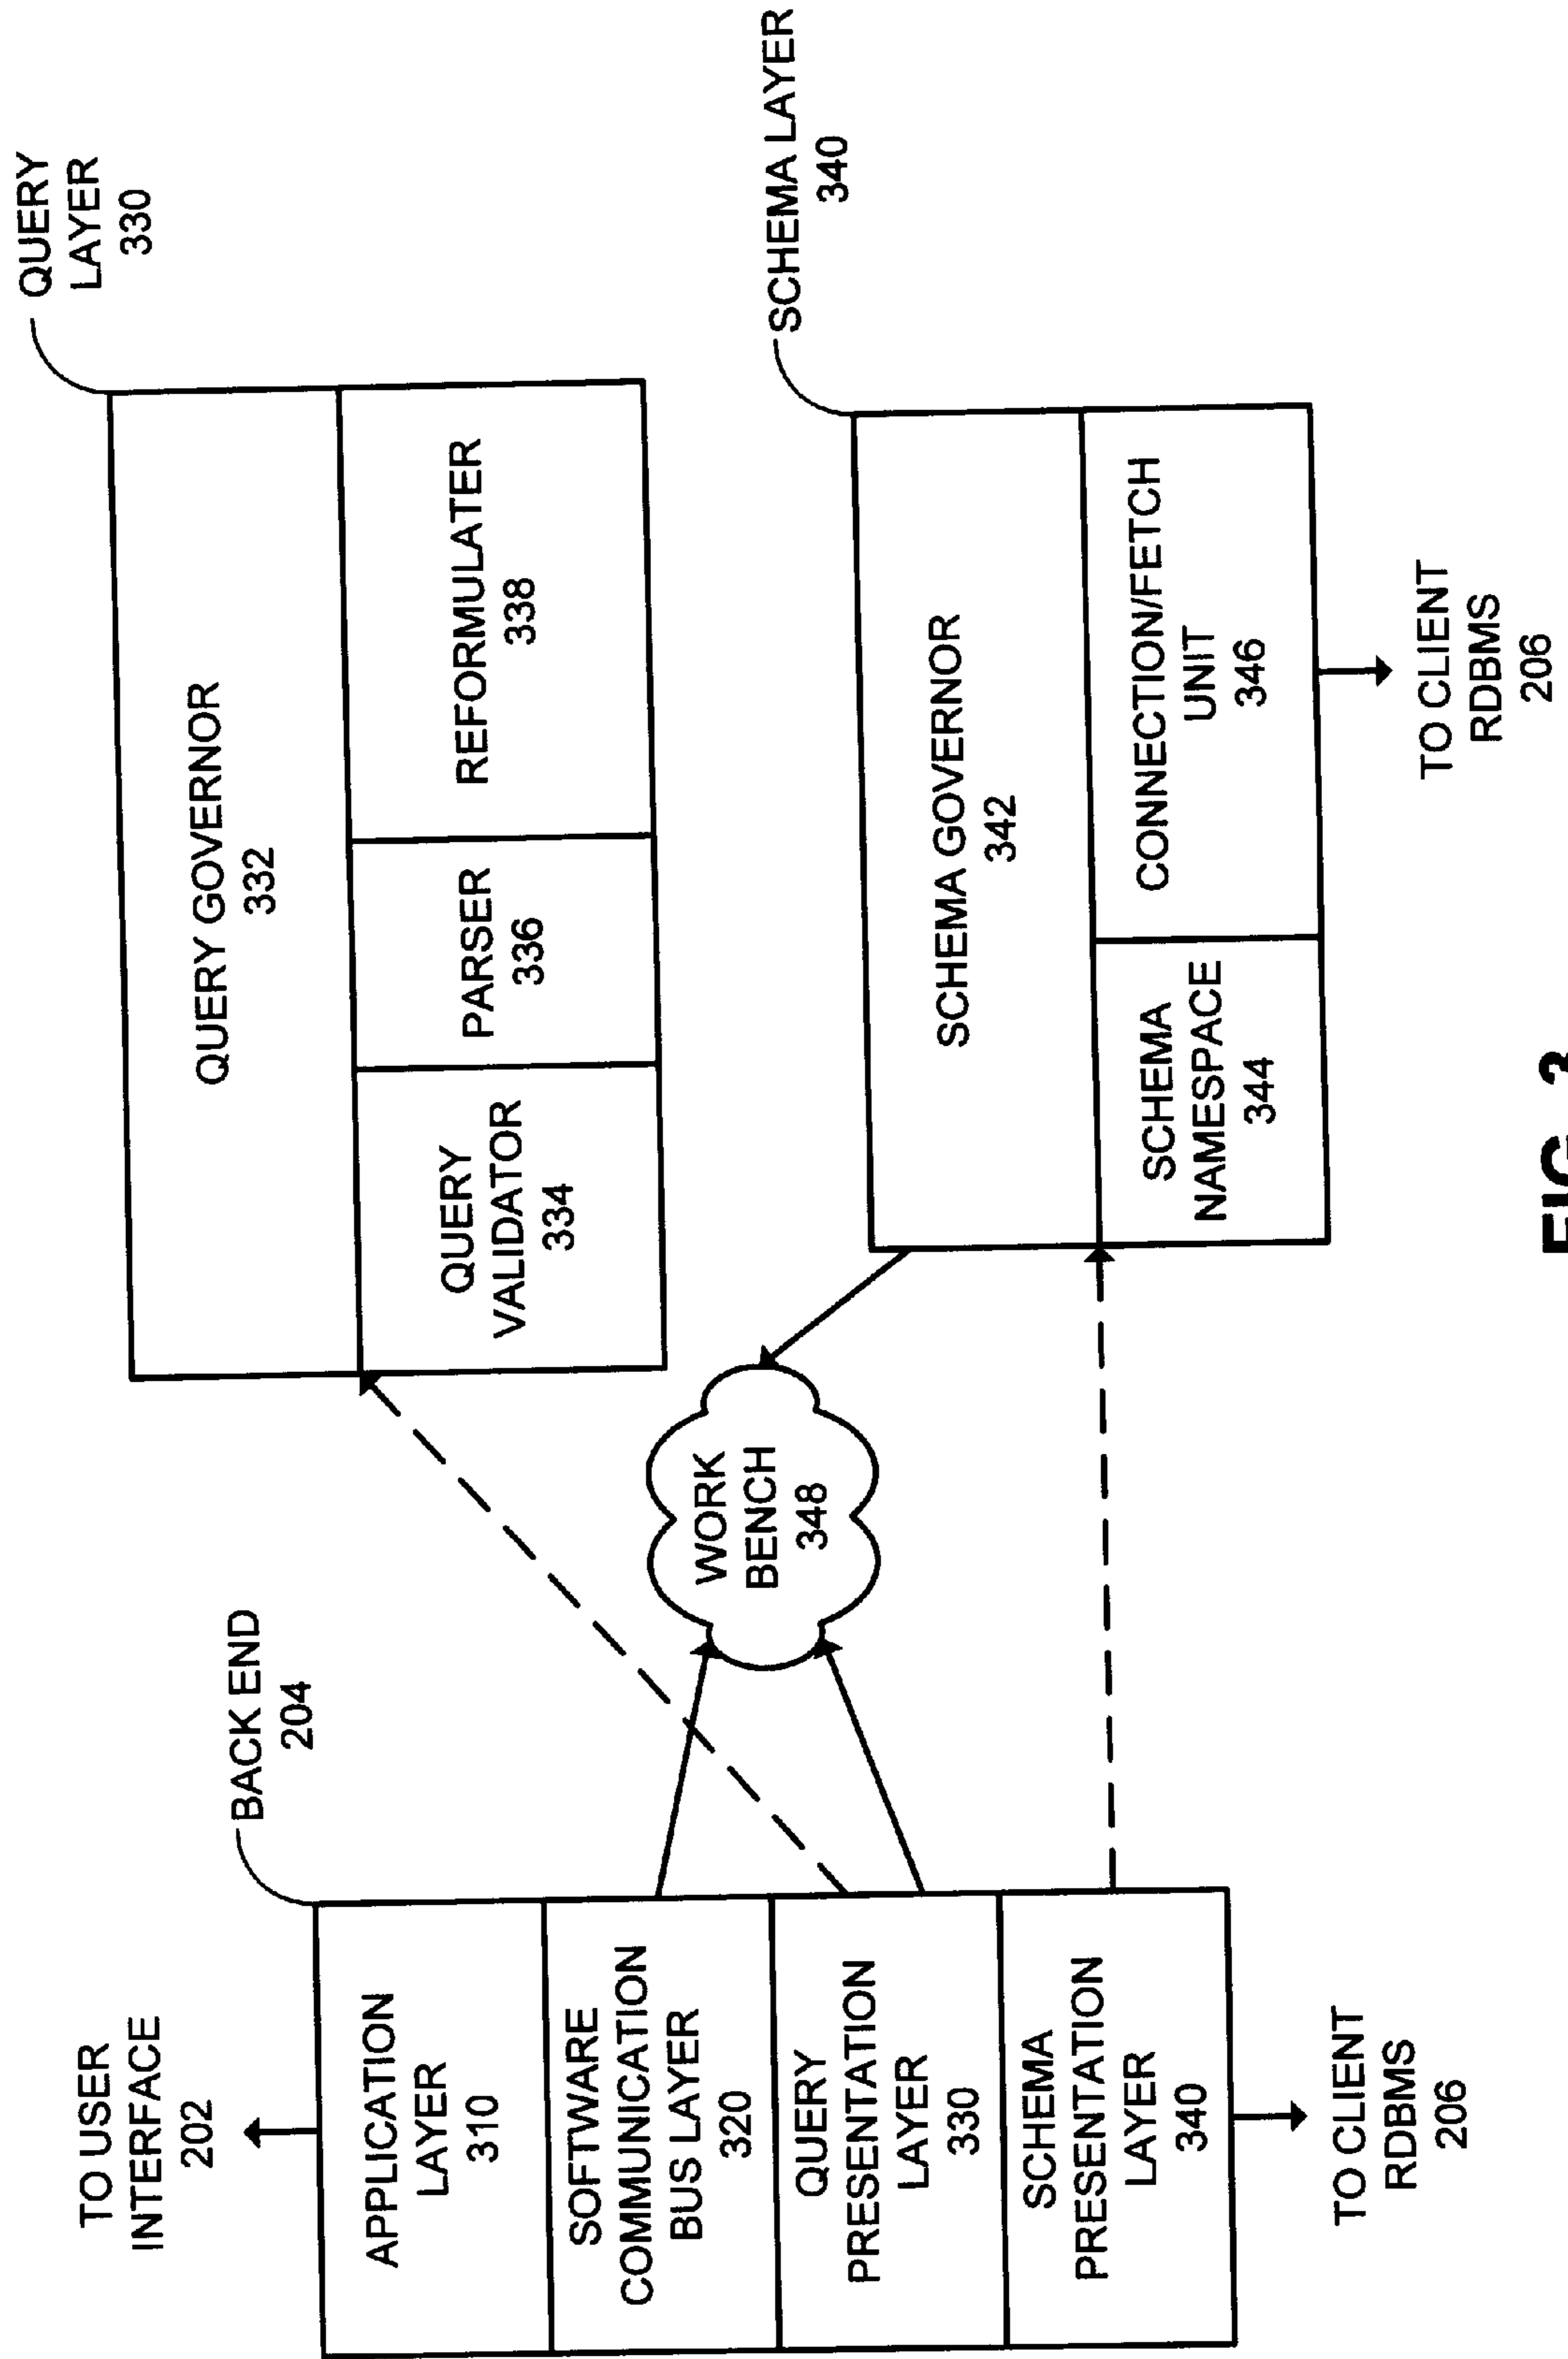 TO USER
INTERFACE
202
BACK END
204
APPLICATION
LAYER
310
SOFTWARE
COMMUNICATION
BUS LAYER
320
QUERY
PRESENTATION
LAYER
330
SCHEMA
PRESENTATION
LAYER
340
TO CLIENT
RDBMS
206
WORK
BENCH
348
QUERY
LAYER
330
QUERY GOVERNOR
332
QUERY
VALIDATOR
334
PARSER
336
REFORMULATER
338
SCHEMA LAYER
340
SCHEMA GOVERNOR
342
SCHEMA
NAMESPACE
344
CONNECTION/FETCH
UNIT
346
TO CLIENT
RDBMS
206
FIG.